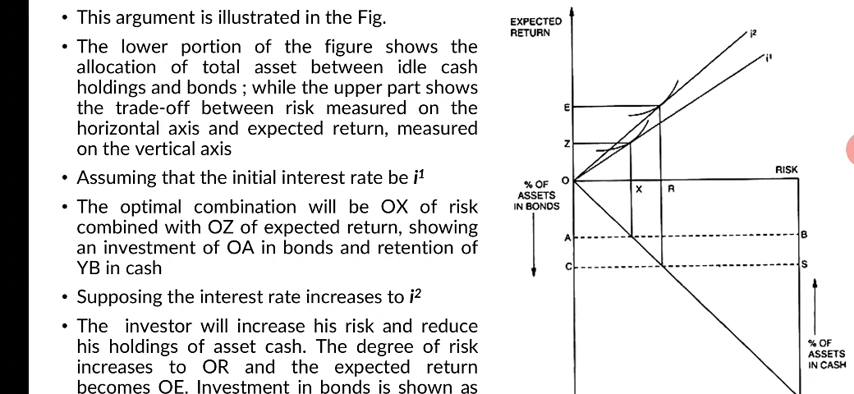 • This argument is illustrated in the Fig.
• The lower portion of the figure shows the
allocation of total asset between idle cash
holdings and bonds ; while the upper part shows
the trade-off between risk measured on the
horizontal axis and expected return, measured
on the vertical axis
• Assuming that the initial interest rate be i¹
• The optimal combination will be OX of risk
combined with OZ of expected return, showing
an investment of OA in bonds and retention of
YB in cash
• Supposing the interest rate increases to i²
• The investor will increase his risk and reduce
his holdings of asset cash. The degree of risk
increases to OR and the expected return
becomes OE. Investment in bonds is shown as
EXPECTED
RETURN
i²
i¹
E
Z
O
RISK
X
R
% OF
ASSETS
IN BONDS
A
B
C
S
% OF
ASSETS
IN CASH